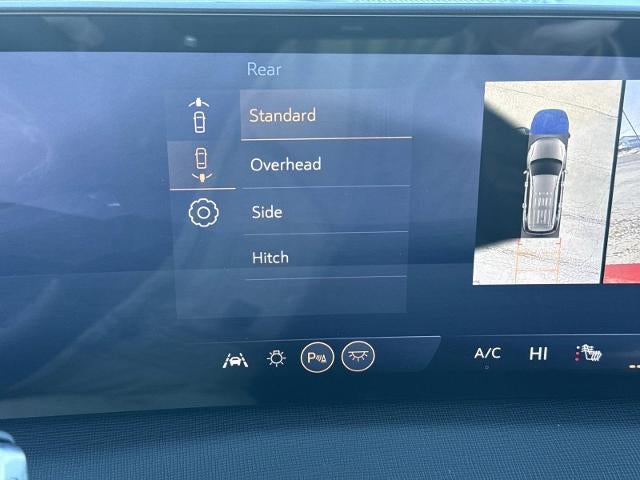 Rear
Standard
Overhead
Side
Hitch
P
A/C
HI